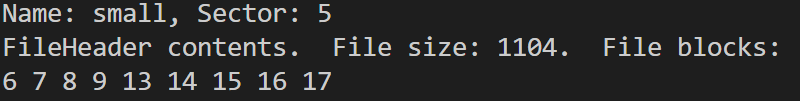 Name: small, Sector: 5
FileHeader contents.  File size: 1104.  File blocks:
6 7 8 9 13 14 15 16 17